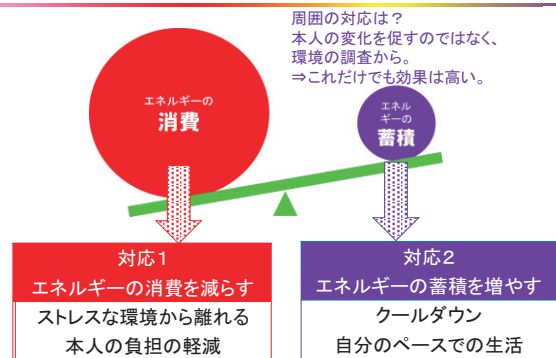 周囲の対応は？
本人の変化を促すのではなく、
環境の調査から。
⇒これだけでも効果は高い。
エネルギーの
消費
エネル
ギーの
蓄積
対応1
エネルギーの消費を減らす
ストレスな環境から離れる
本人の負担の軽減
対応2
エネルギーの蓄積を増やす
クールダウン
自分のペースでの生活